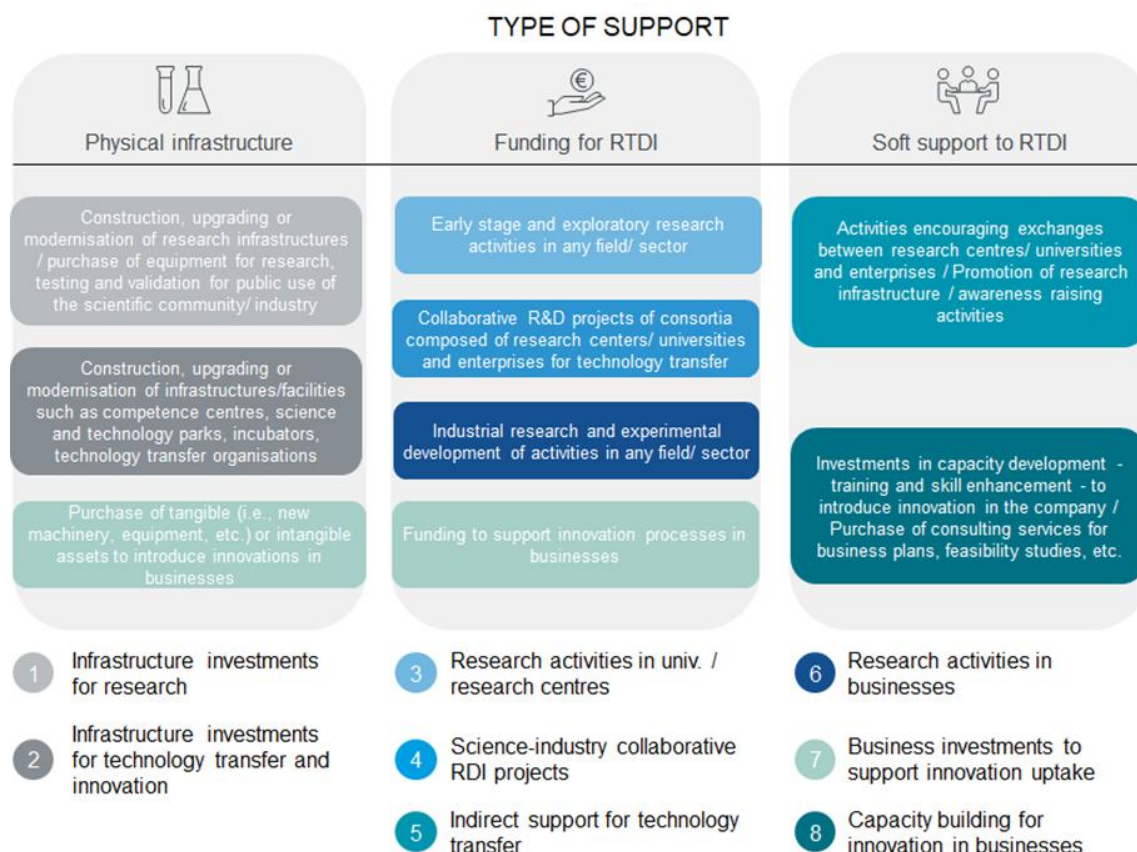 TYPE OF SUPPORT
Physical infrastructure
Construction, upgrading or
modernisation of research infrastructures
/ purchase of equipment for research,
testing and validation for public use of
the scientific community/ industry
Construction, upgrading or
modernisation of infrastructures/facilities
such as competence centres, science
and technology parks, incubators,
technology transfer organisations
Purchase of tangible (i.e., new
machinery, equipment, etc.) or intangible
assets to introduce innovations in
businesses
€
Funding for RTDI
Early stage and exploratory research
activities in any field/ sector
Collaborative R&D projects of consortia
composed of research centers/ universities
and enterprises for technology transfer
Industrial research and experimental
development of activities in any field/ sector
Funding to support innovation processes in
businesses
Soft support to RTDI
Activities encouraging exchanges
between research centres/ universities
and enterprises / Promotion of research
infrastructure / awareness raising
activities
Investments in capacity development -
training and skill enhancement - to
introduce innovation in the company /
Purchase of consulting services for
business plans, feasibility studies, etc.
1 Infrastructure investments
for research
2 Infrastructure investments
for technology transfer and
innovation
3 Research activities in univ. /
research centres
4 Science-industry collaborative
RDI projects
5 Indirect support for technology
transfer
6 Research activities in
businesses
7 Business investments to
support innovation uptake
8 Capacity building for
innovation in businesses